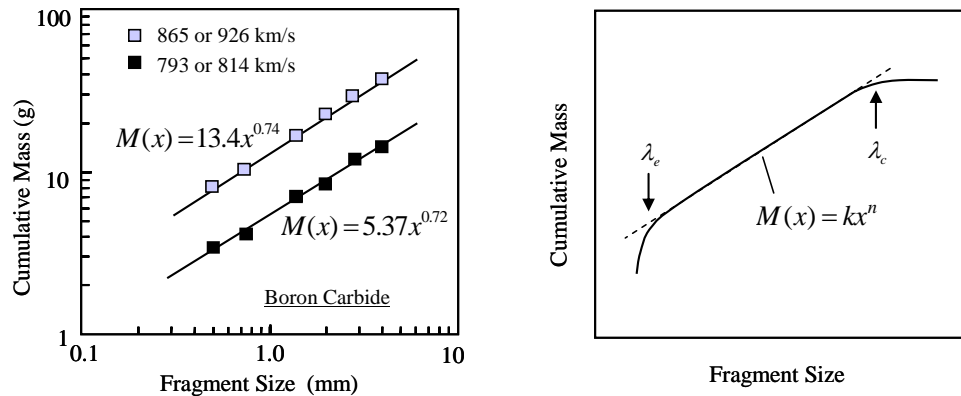 100
865 or 926 km/s
793 or 814 km/s
M(x) = 13.4x^0.74
10
M(x) = 5.37x^0.72
Boron Carbide
1
0.1
1.0
10
Cumulative Mass (g)
Fragment Size (mm)
λe
λc
M(x) = kx^n
Cumulative Mass
Fragment Size